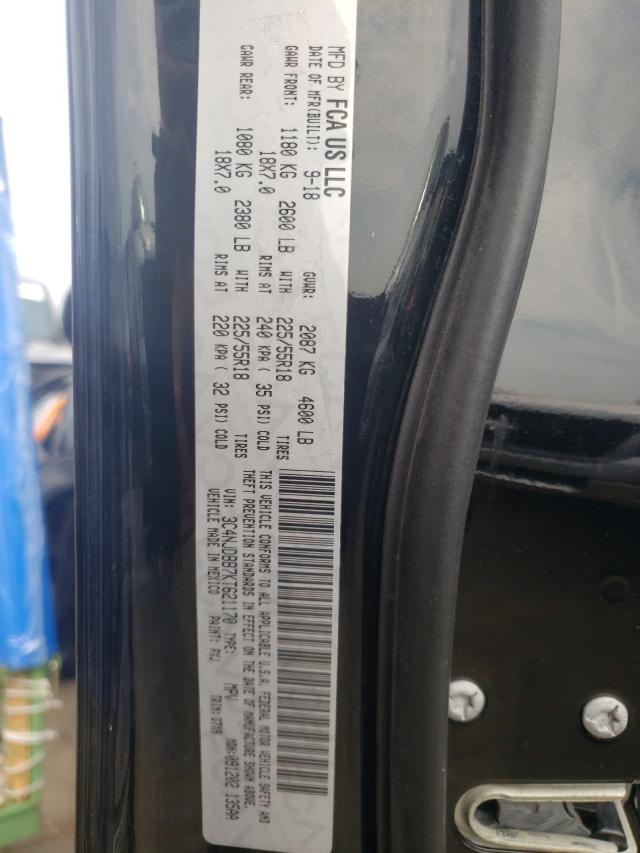 MFD BY FCA US LLC
DATE OF MFR(BUILT): 9-18 GVWR: 2087 KG 4600 LB
GAWR FRONT: 1180 KG 2600 LB WITH 225/55R18 TIRES
18X7.0 RIMS AT 240 KPA ( 35 PSI) COLD
GAWR REAR: 1080 KG 2380 LB WITH 225/55R18 TIRES
18X7.0 RIMS AT 220 KPA ( 32 PSI) COLD
THIS VEHICLE CONFORMS TO ALL APPLICABLE U.S.A. FEDERAL MOTOR VEHICLE SAFETY AND
THEFT PREVENTION STANDARDS IN EFFECT ON THE DATE OF MANUFACTURE SHOWN ABOVE.
VIN: 3C4NJDBB7KT621170 TYPE: MPV MDH:091202 135AA
VEHICLE MADE IN MEXICO PAINT: PXJ TRIM: